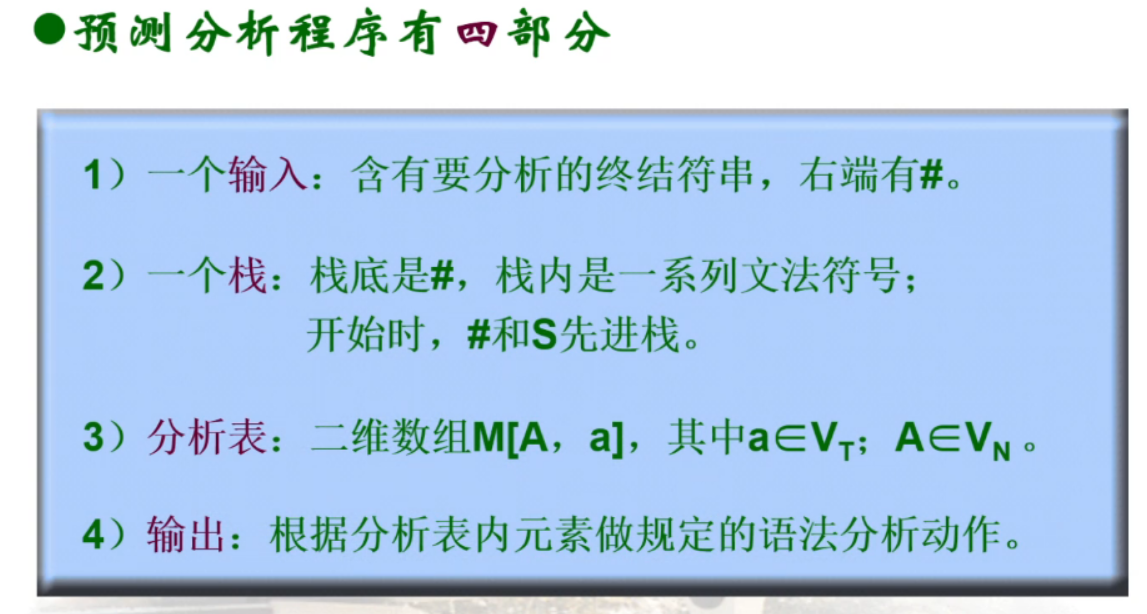 ●预测分析程序有四部分
1）一个输入：含有要分析的终结符串，右端有#。
2）一个栈：栈底是#，栈内是一系列文法符号；
开始时，#和S先进栈。
3）分析表：二维数组M[A，a]，其中a∈V_T；A∈V_N 。
4）输出：根据分析表内元素做规定的语法分析动作。